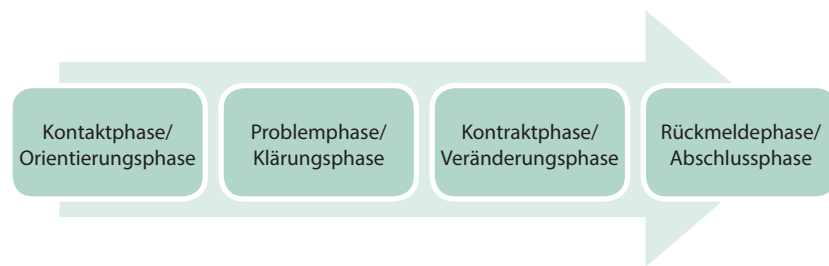 Kontaktphase/
Orientierungsphase
Problemphase/
Klärungsphase
Kontraktphase/
Veränderungsphase
Rückmeldephase/
Abschlussphase